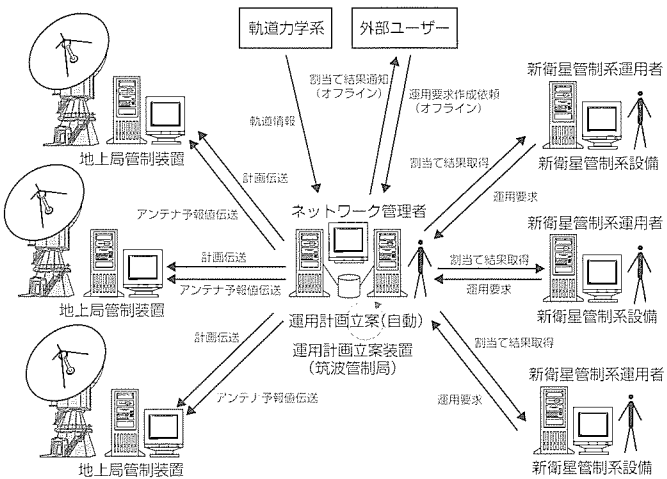 軌道力学系
外部ユーザー
割当て結果通知
(オフライン)
運用要求作成依頼
(オフライン)
軌道情報
地上局管制装置
計画伝送
アンテナ予報値伝送
新衛星管制系運用者
割当て結果取得
運用要求
新衛星管制系設備
ネットワーク管理者
計画伝送
アンテナ予報値伝送
地上局管制装置
新衛星管制系運用者
割当て結果取得
運用要求
新衛星管制系設備
運用計画立案(自動)
運用計画立案装置
(筑波管制局)
計画伝送
アンテナ予報値伝送
地上局管制装置
新衛星管制系運用者
割当て結果取得
運用要求
新衛星管制系設備